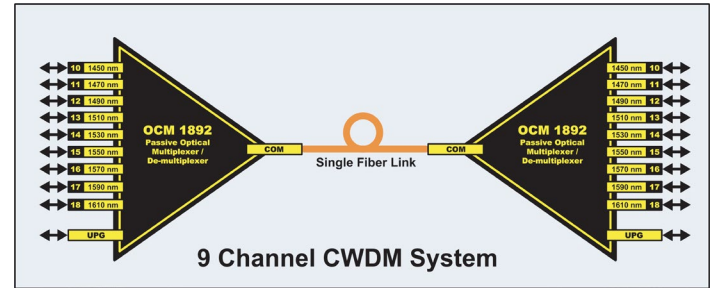 10 1450 nm
11 1470 nm
12 1490 nm
13 1510 nm
14 1530 nm
15 1550 nm
16 1570 nm
17 1590 nm
18 1610 nm
UPG
OCM 1892
Passive Optical
Multiplexer /
De-multiplexer
COM
Single Fiber Link
COM
OCM 1892
Passive Optical
Multiplexer /
De-multiplexer
1450 nm 10
1470 nm 11
1490 nm 12
1510 nm 13
1530 nm 14
1550 nm 15
1570 nm 16
1590 nm 17
1610 nm 18
UPG
9 Channel CWDM System